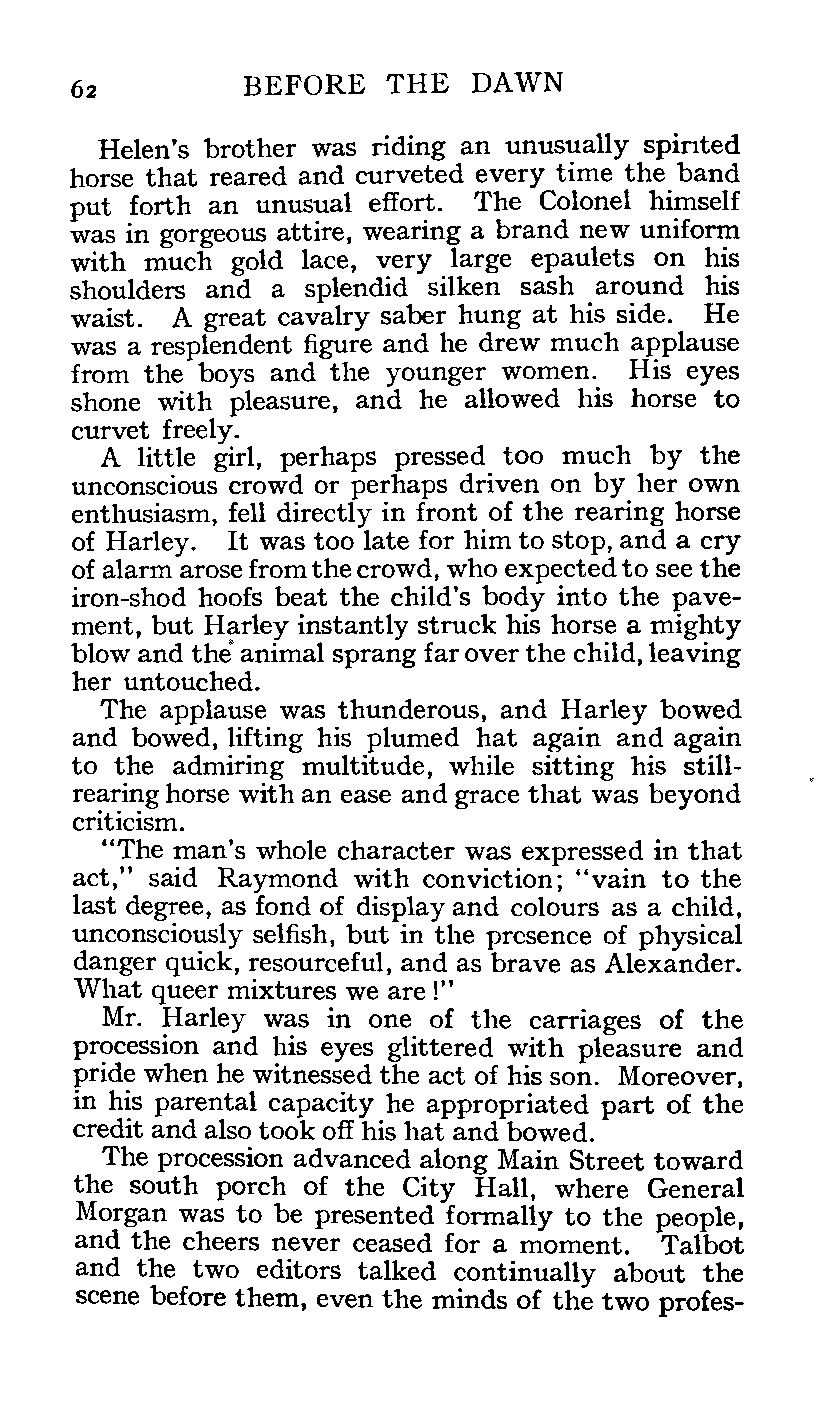 62 BEFORE THE DAWN
Helen's brother was riding an unusually spirited
horse that reared and curveted every time the band
put forth an unusual effort. The Colonel himself
was in gorgeous attire, wearing a brand new uniform
with much gold lace, very large epaulets on his
shoulders and a splendid silken sash around his
waist. A great cavalry saber hung at his side. He
was a resplendent figure and he drew much applause
from the boys and the younger women. His eyes
shone with pleasure, and he allowed his horse to
curvet freely.
A little girl, perhaps pressed too much by the
unconscious crowd or perhaps driven on by her own
enthusiasm, fell directly in front of the rearing horse
of Harley. It was too late for him to stop, and a cry
of alarm arose from the crowd, who expected to see the
iron-shod hoofs beat the child's body into the pave-
ment, but Harley instantly struck his horse a mighty
blow and the animal sprang far over the child, leaving
her untouched.
The applause was thunderous, and Harley bowed
and bowed, lifting his plumed hat again and again
to the admiring multitude, while sitting his still-
rearing horse with an ease and grace that was beyond
criticism.
"The man's whole character was expressed in that
act," said Raymond with conviction; "vain to the
last degree, as fond of display and colours as a child,
unconsciously selfish, but in the presence of physical
danger quick, resourceful, and as brave as Alexander.
What queer mixtures we are!"
Mr. Harley was in one of the carriages of the
procession and his eyes glittered with pleasure and
pride when he witnessed the act of his son. Moreover,
in his parental capacity he appropriated part of the
credit and also took off his hat and bowed.
The procession advanced along Main Street toward
the south porch of the City Hall, where General
Morgan was to be presented formally to the people,
and the cheers never ceased for a moment. Talbot
and the two editors talked continually about the
scene before them, even the minds of the two profes-